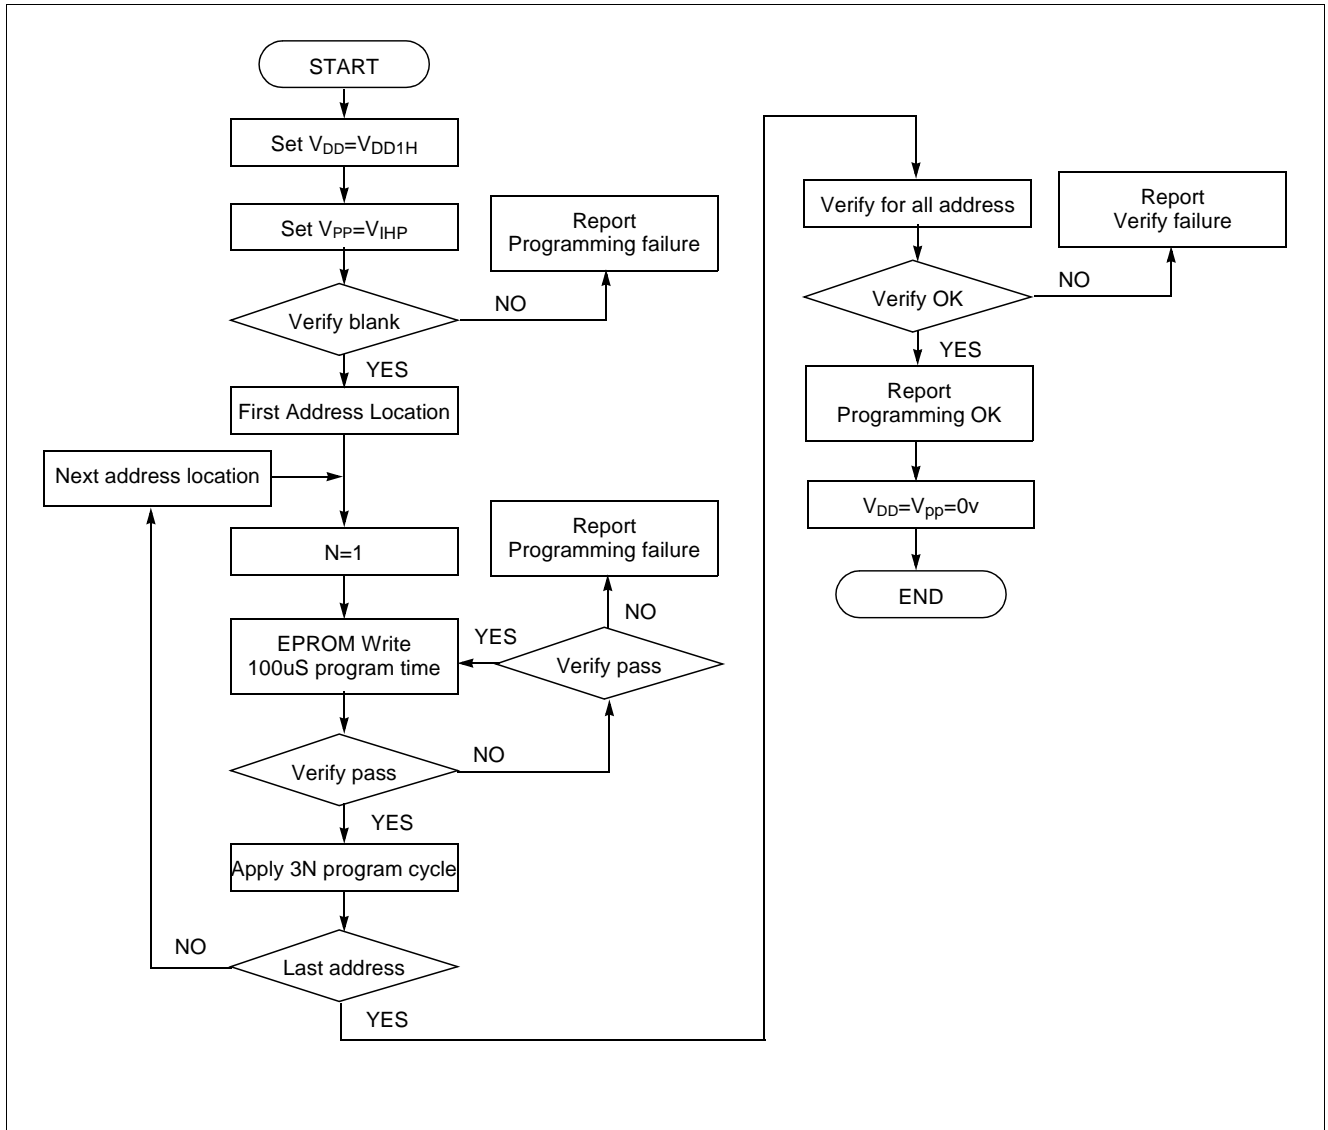 START
Set VDD=VDD1H
Set VPP=VIHP
Report
Programming failure
NO
Verify blank
YES
First Address Location
Next address location
N=1
Report
Programming failure
NO
YES
EPROM Write
100uS program time
Verify pass
NO
Verify pass
YES
Apply 3N program cycle
NO
Last address
YES
Verify for all address
Report
Verify failure
NO
Verify OK
YES
Report
Programming OK
VDD=Vpp=0v
END